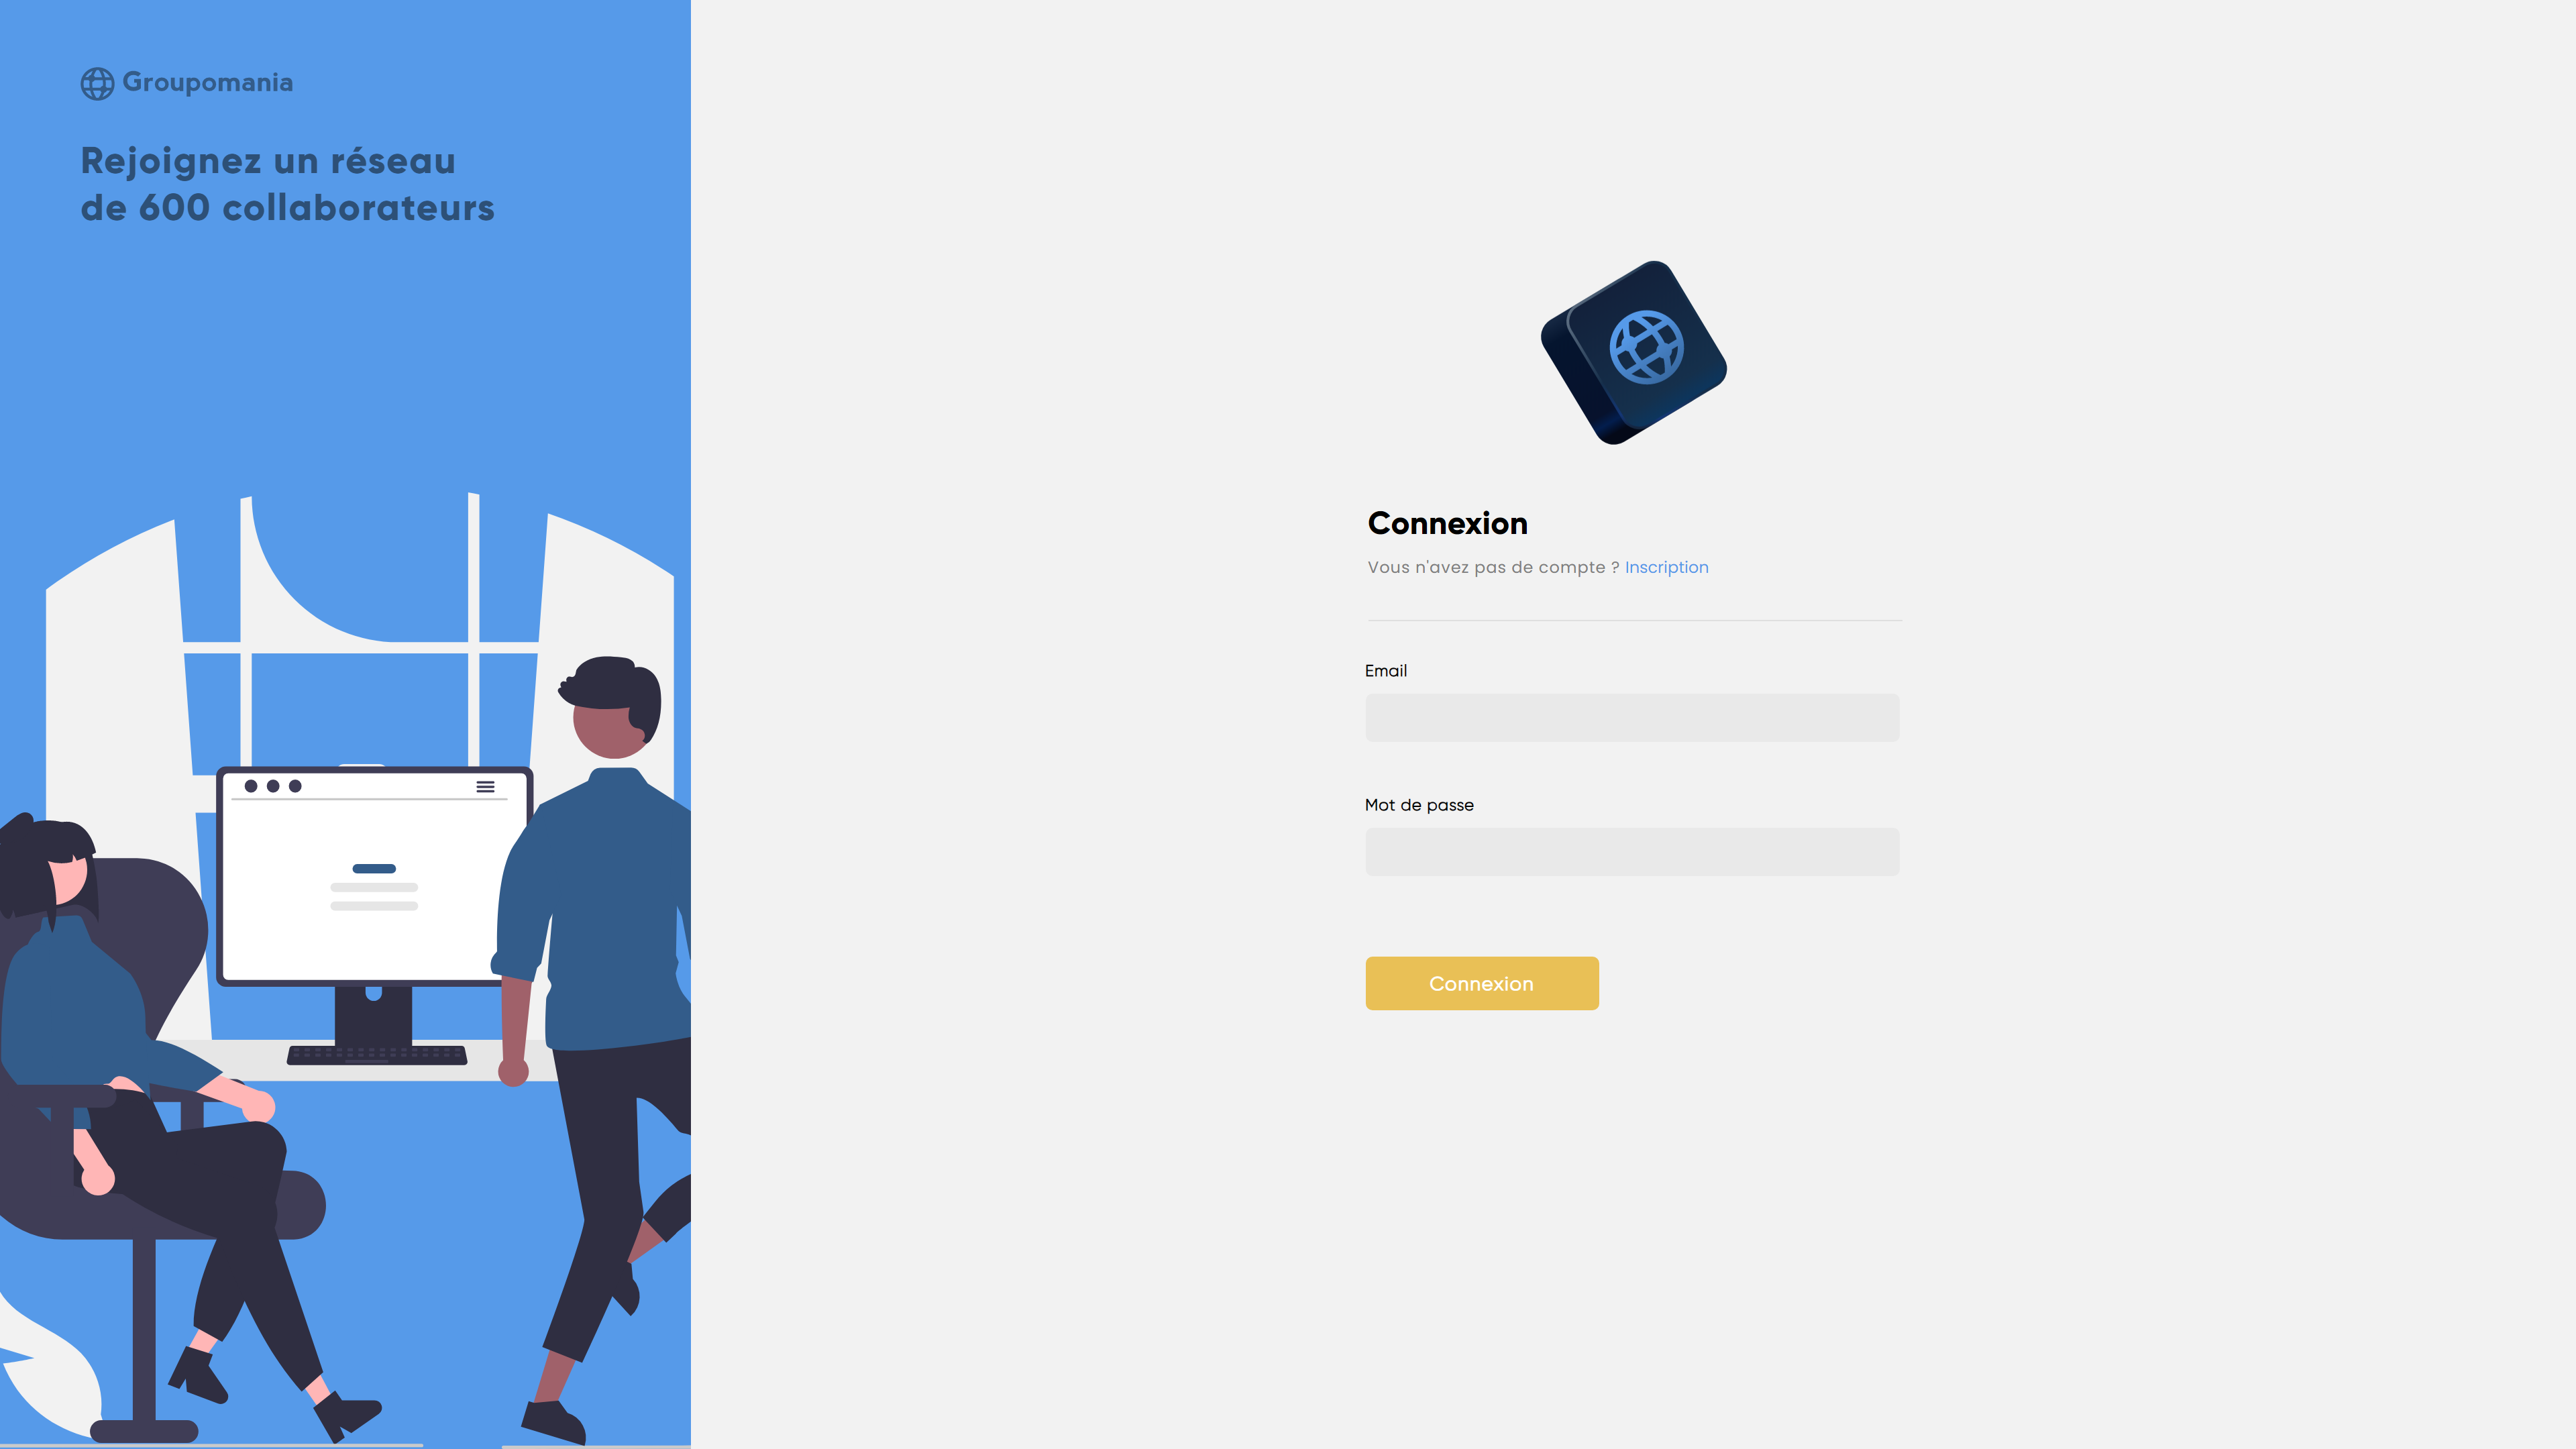 Groupomania
Rejoignez un réseau
de 600 collaborateurs
Connexion
Vous n'avez pas de compte ? Inscription
Email
Mot de passe
Connexion